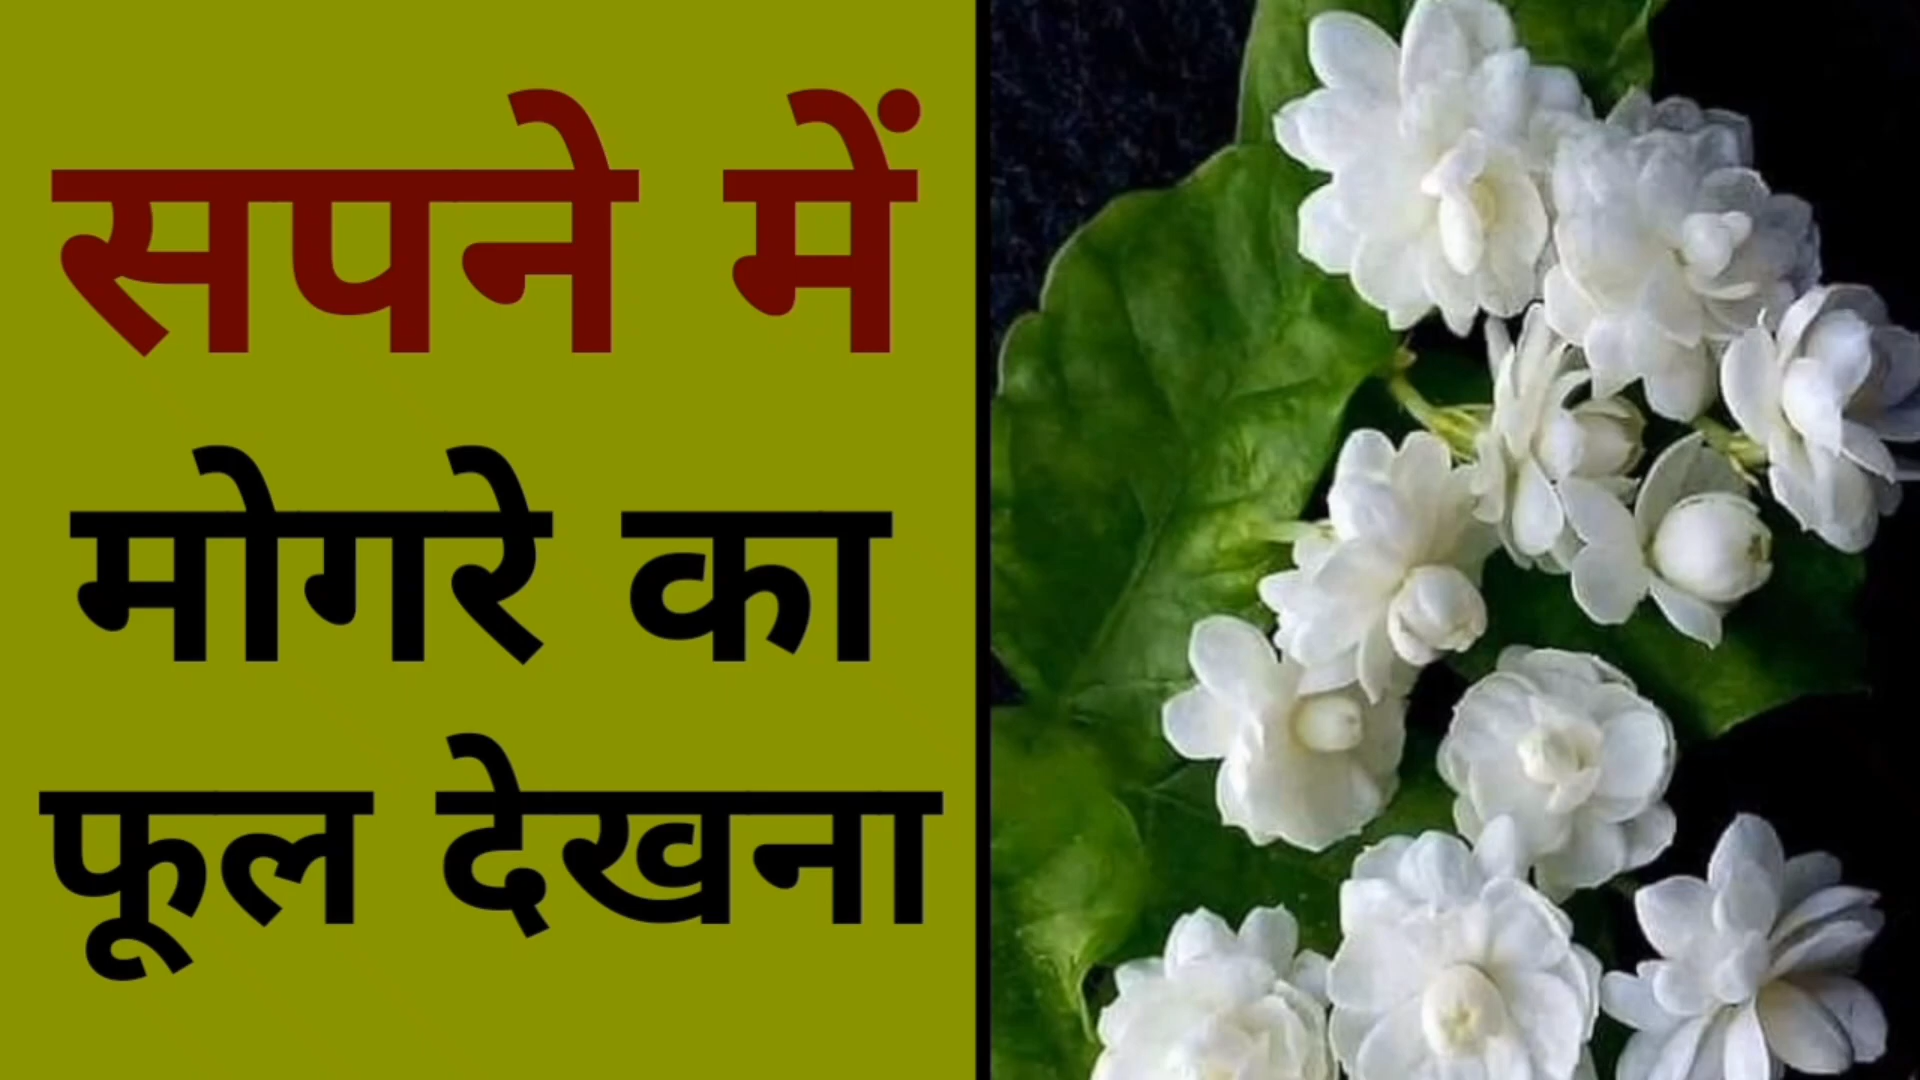 सपने में
मोगरे का
फूल देखना